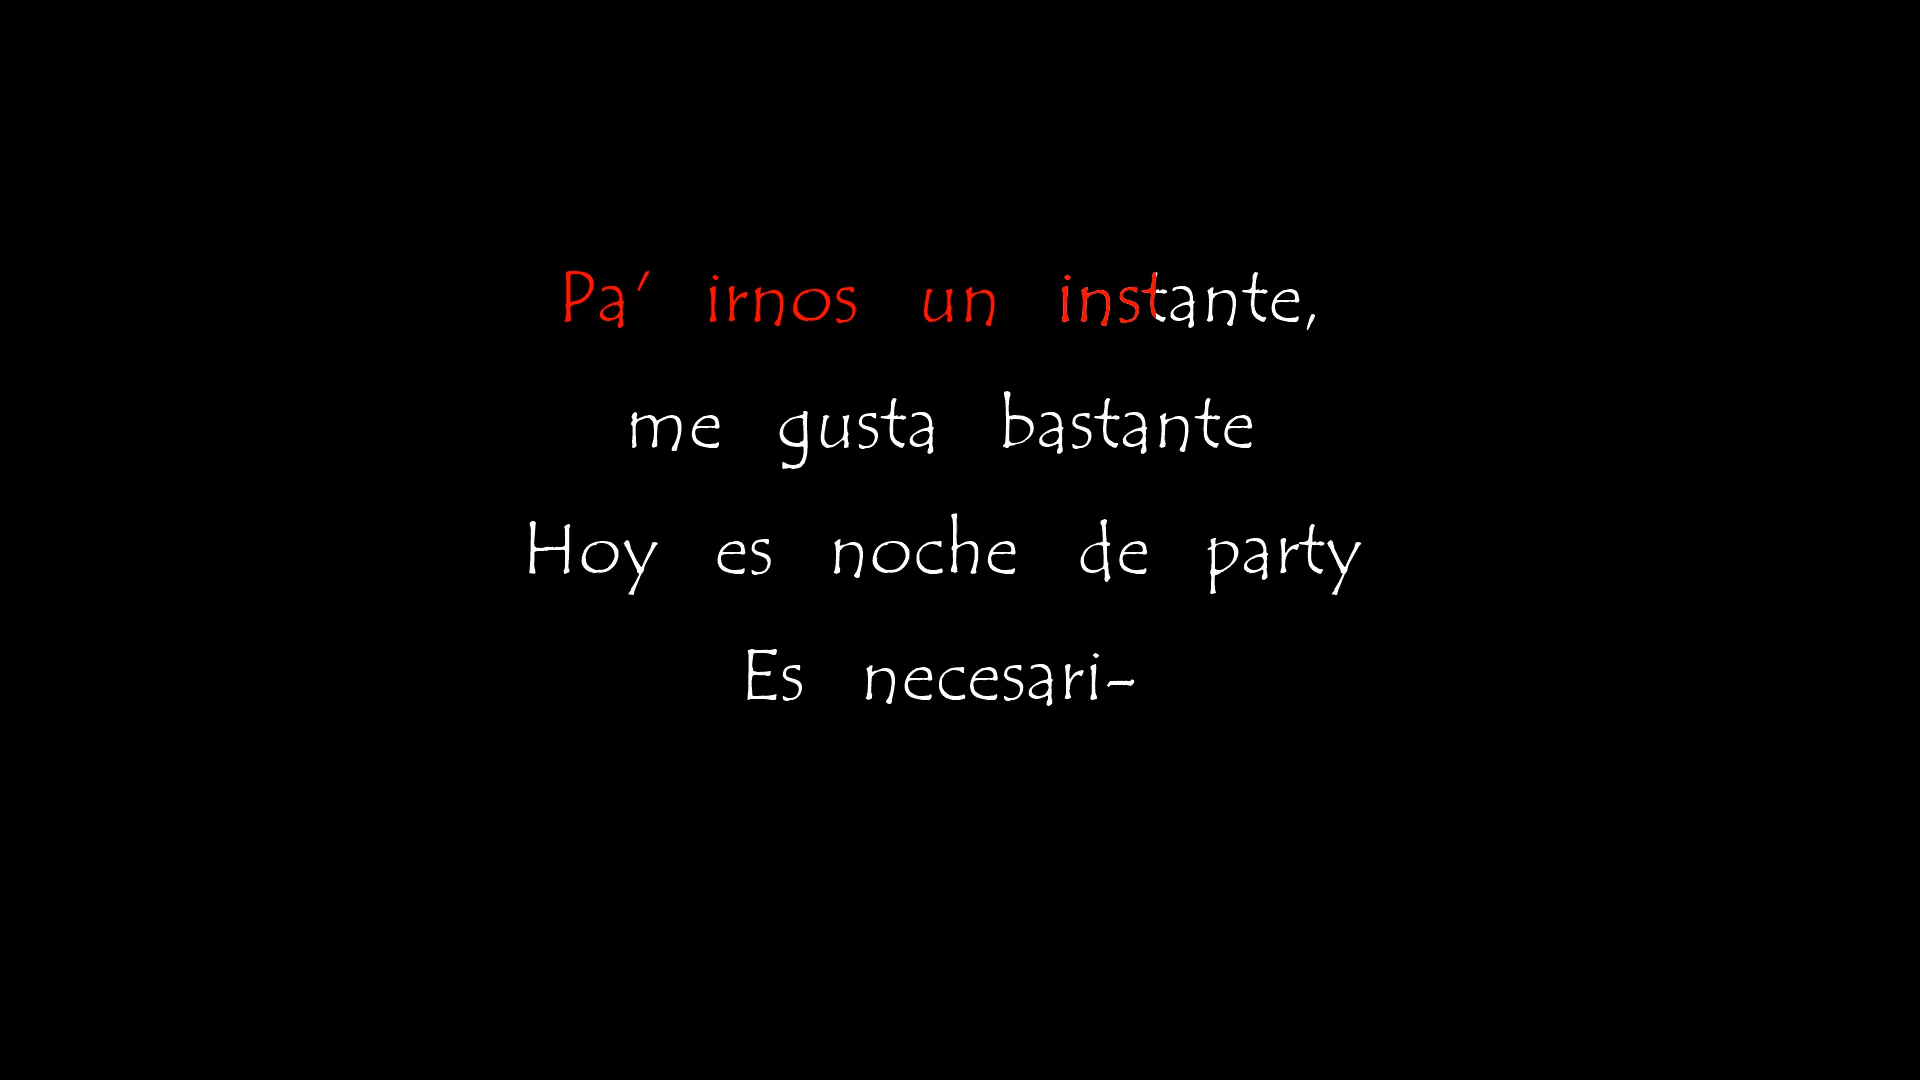 Pa' irnos un instante,
me gusta bastante
Hoy es noche de party
Es necesari-